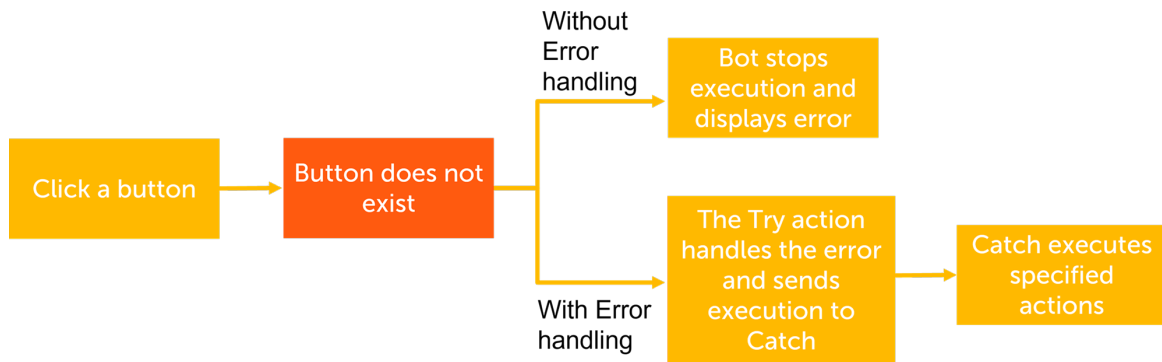 Click a button
Button does not
exist
Without
Error
handling
Bot stops
execution and
displays error
With Error
handling
The Try action
handles the error
and sends
execution to
Catch
Catch executes
specified
actions